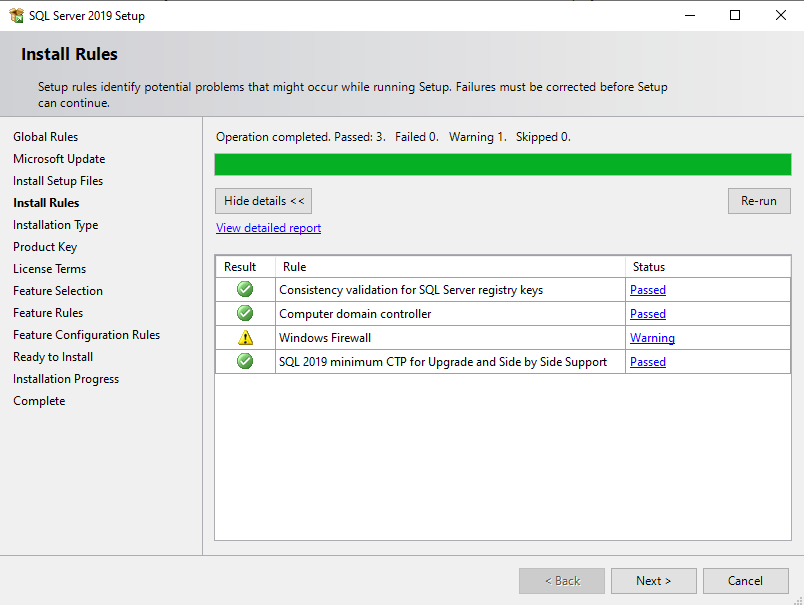 SQL Server 2019 Setup
Install Rules
Setup rules identify potential problems that might occur while running Setup. Failures must be corrected before Setup
can continue.
Global Rules
Microsoft Update
Install Setup Files
Install Rules
Installation Type
Product Key
License Terms
Feature Selection
Feature Rules
Feature Configuration Rules
Ready to Install
Installation Progress
Complete
Operation completed. Passed: 3. Failed 0. Warning 1. Skipped 0.
Hide details << Re-run
View detailed report
Result Rule Status
Consistency validation for SQL Server registry keys Passed
Computer domain controller Passed
Windows Firewall Warning
SQL 2019 minimum CTP for Upgrade and Side by Side Support Passed
< Back Next > Cancel